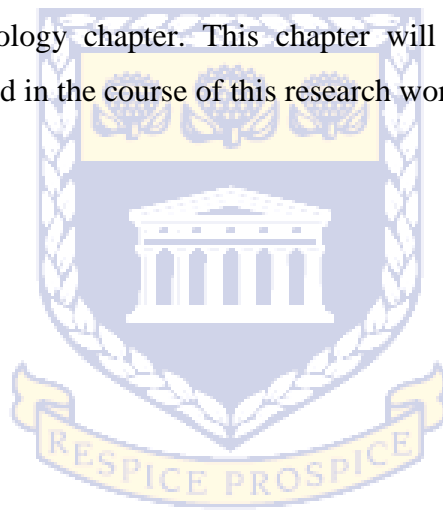 ology chapter. This chapter will
d in the course of this research wor
RESPICE PROSPICE